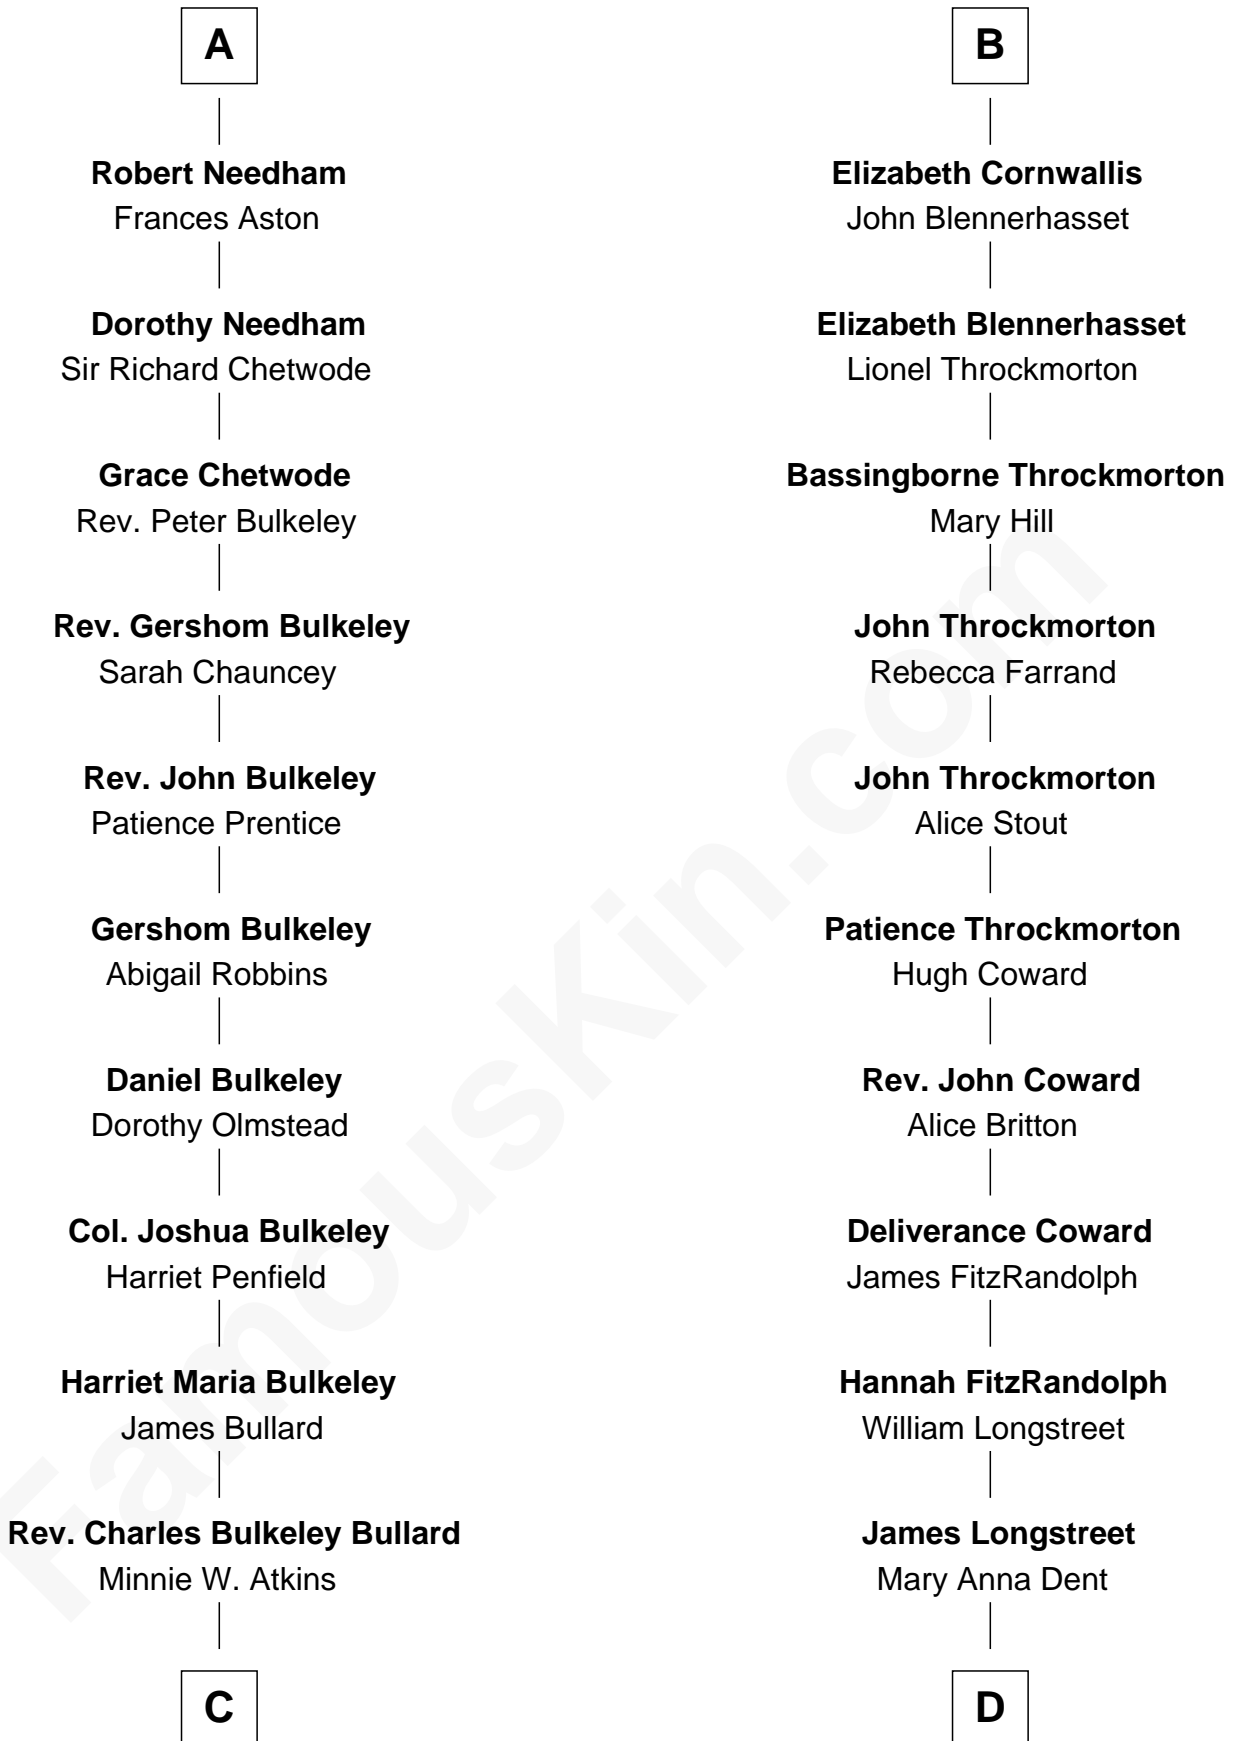 A
Robert Needham
Frances Aston
Dorothy Needham
Sir Richard Chetwode
Grace Chetwode
Rev. Peter Bulkeley
Rev. Gershom Bulkeley
Sarah Chauncey
Rev. John Bulkeley
Patience Prentice
Gershom Bulkeley
Abigail Robbins
Daniel Bulkeley
Dorothy Olmstead
Col. Joshua Bulkeley
Harriet Penfield
Harriet Maria Bulkeley
James Bullard
Rev. Charles Bulkeley Bullard
Minnie W. Atkins
C
B
Elizabeth Cornwallis
John Blennerhasset
Elizabeth Blennerhasset
Lionel Throckmorton
Bassingborne Throckmorton
Mary Hill
John Throckmorton
Rebecca Farrand
John Throckmorton
Alice Stout
Patience Throckmorton
Hugh Coward
Rev. John Coward
Alice Britton
Deliverance Coward
James FitzRandolph
Hannah FitzRandolph
William Longstreet
James Longstreet
Mary Anna Dent
D
FamousKin.com